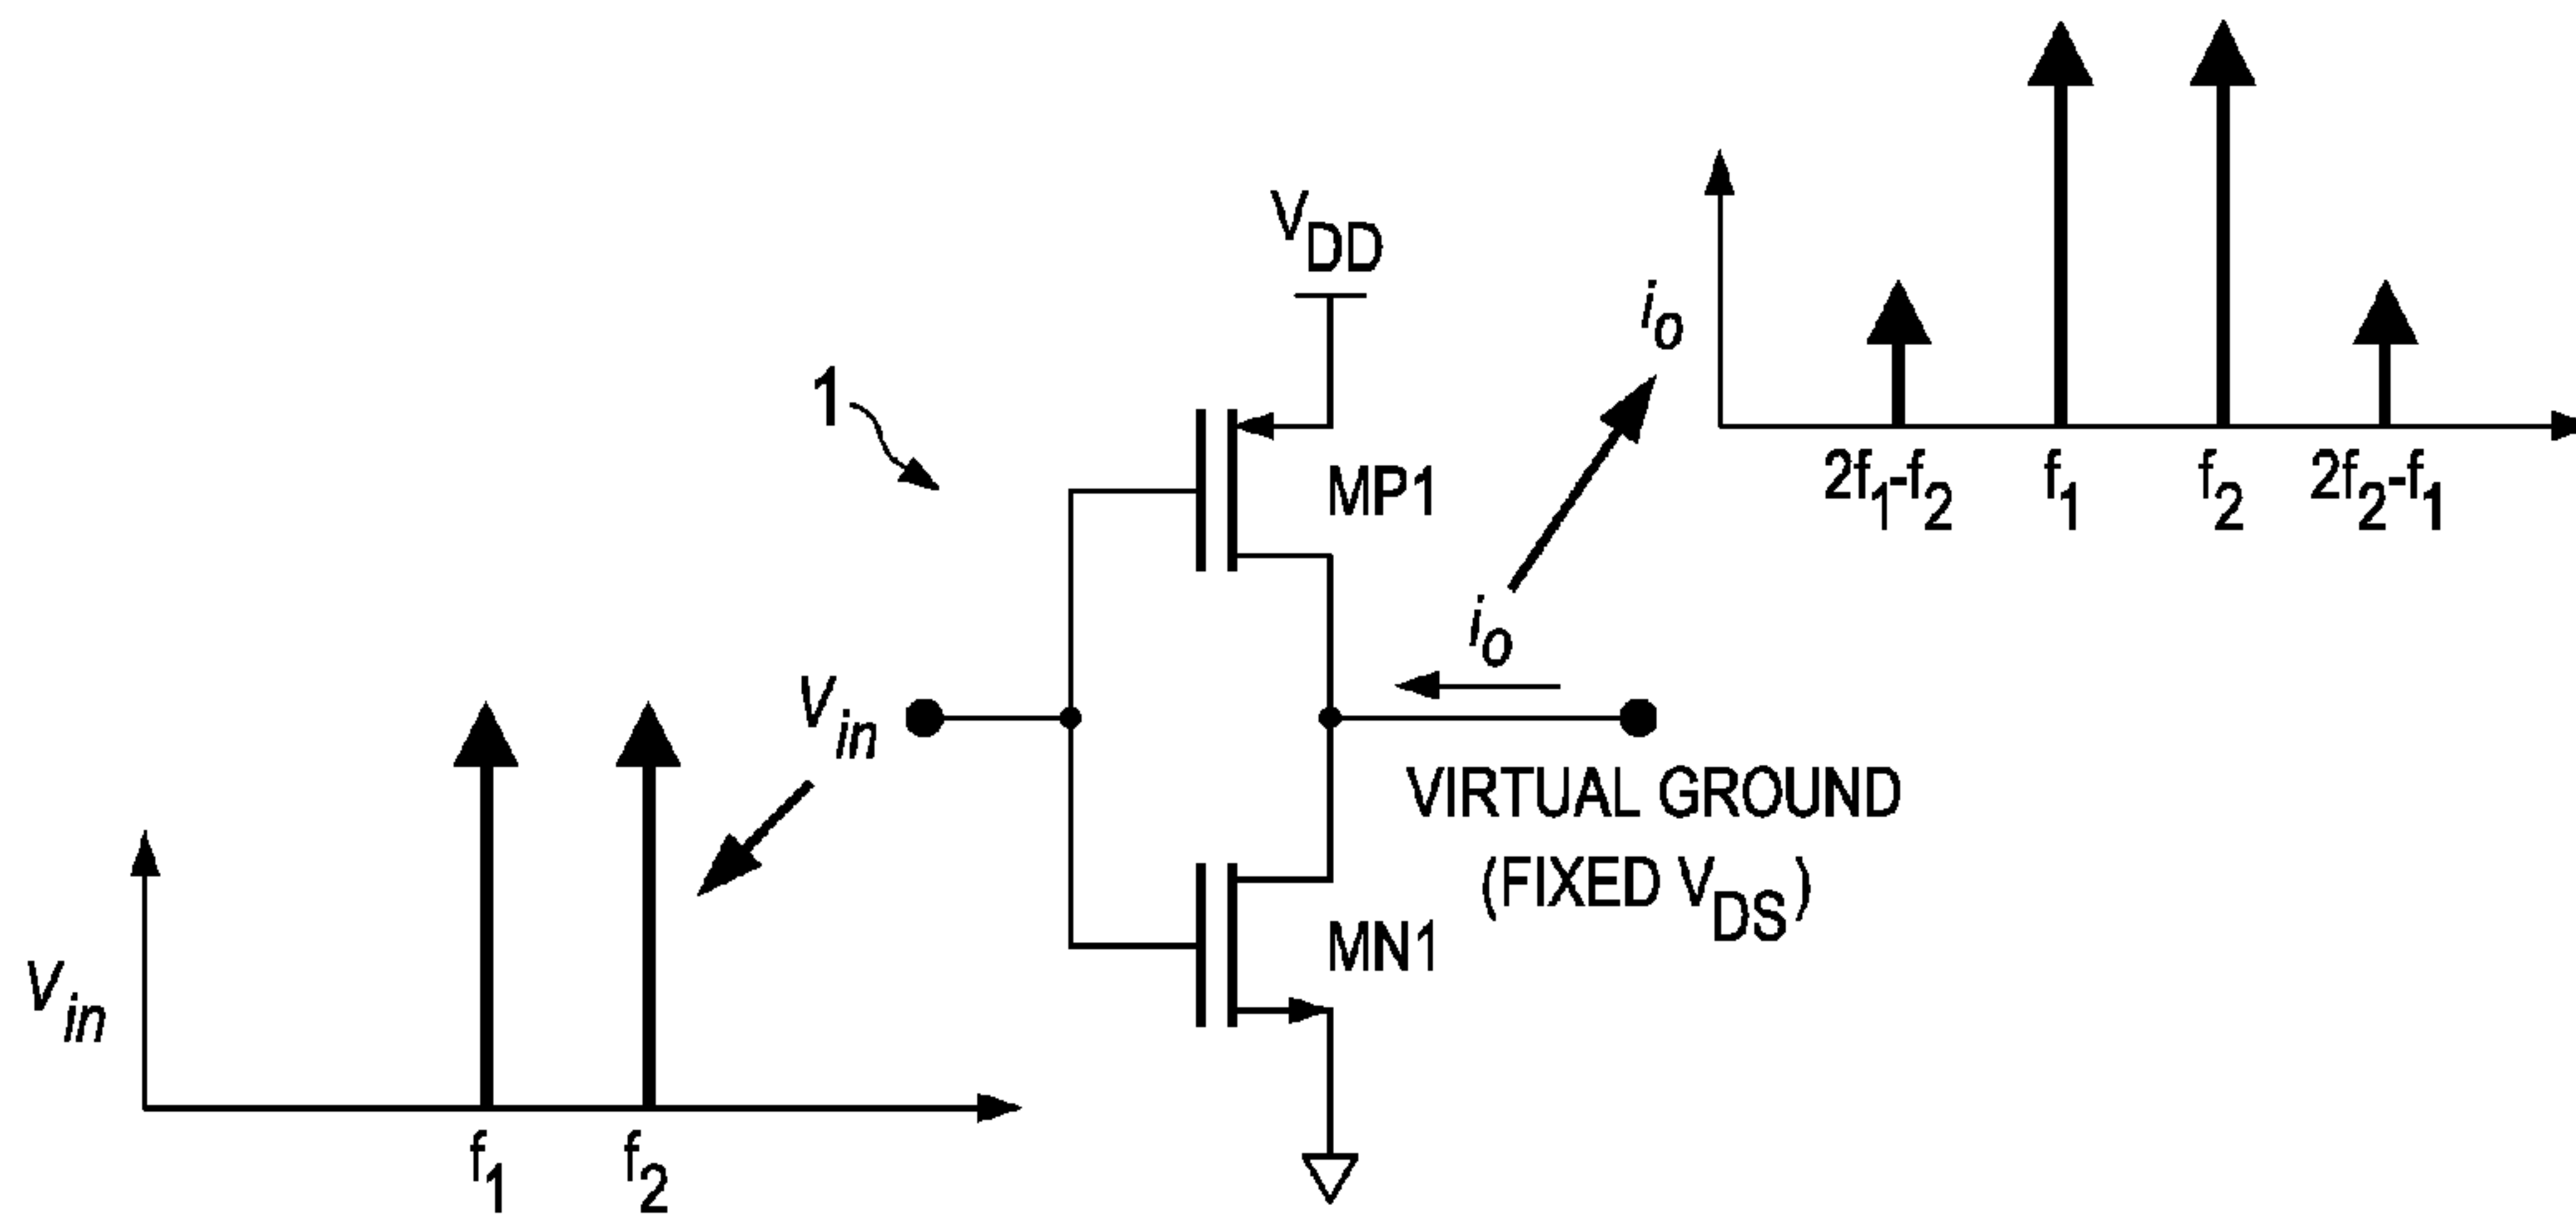 V_DD
i_o
1
2f_1-f_2
f_1
f_2
2f_2-f_1
MP1
i_o
V_in
VIRTUAL GROUND
(FIXED V_DS)
MN1
V_in
f_1
f_2